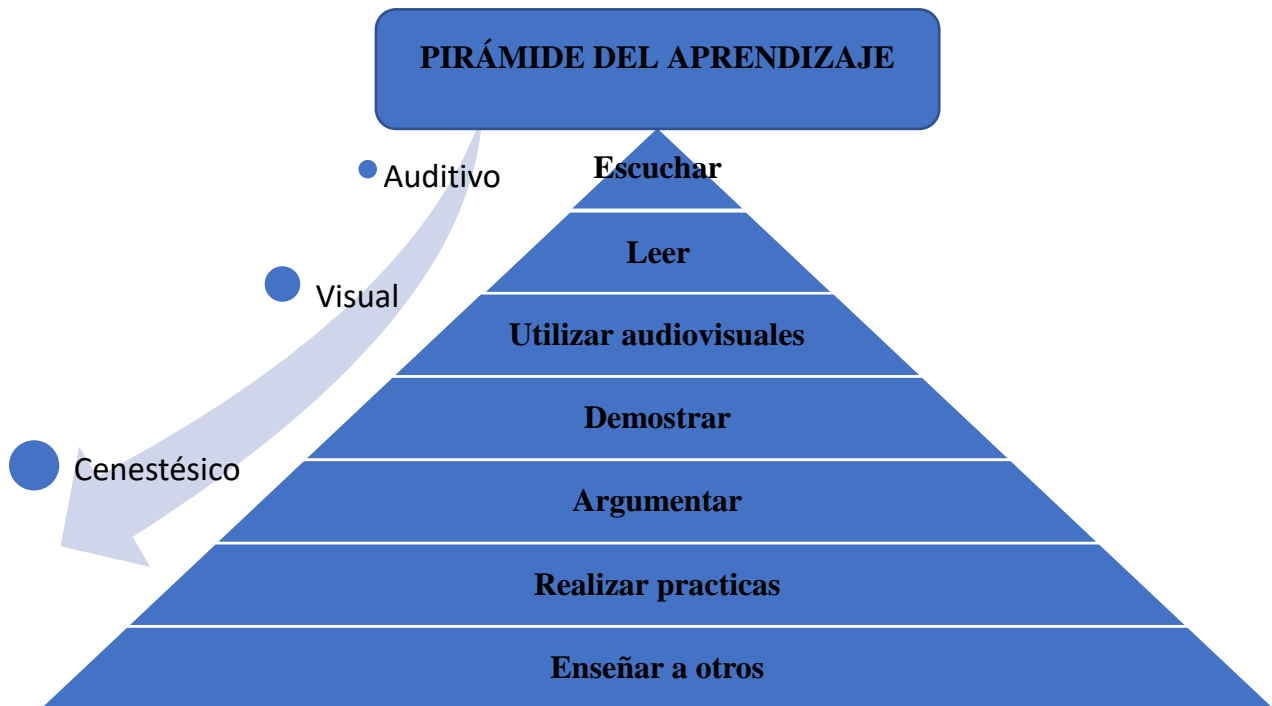 PIRÁMIDE DEL APRENDIZAJE
Escuchar
Auditivo
Leer
Visual
Utilizar audiovisuales
Demostrar
Cenestésico
Argumentar
Realizar practicas
Enseñar a otros